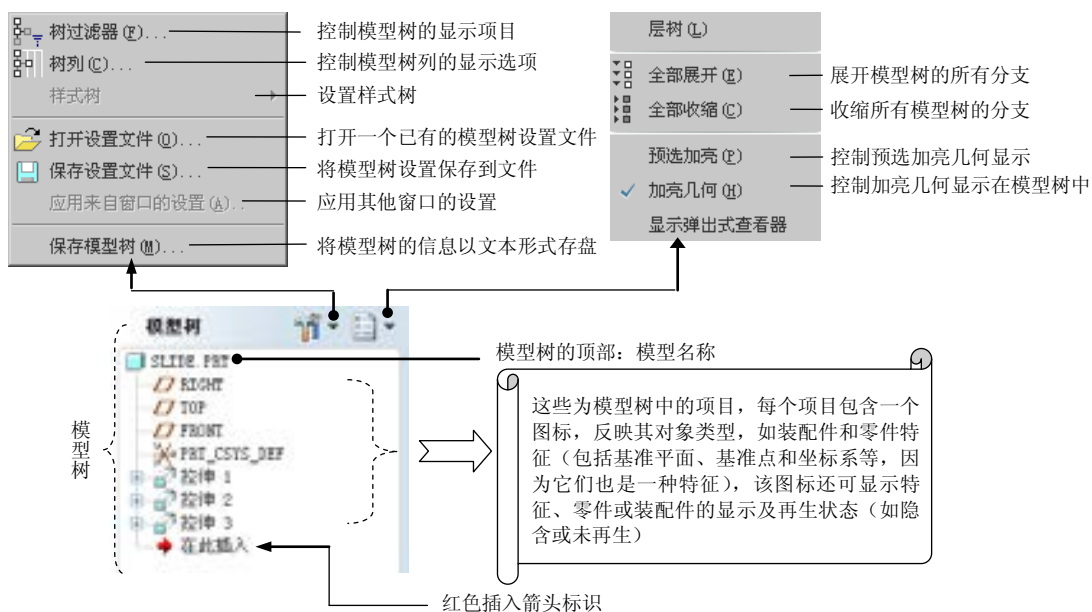 树过滤器(F)...
控制模型树的显示项目
树列(C)...
控制模型树列的显示选项
样式树
设置样式树
打开设置文件(O)...
打开一个已有的模型树设置文件
保存设置文件(S)...
将模型树设置保存到文件
应用来自窗口的设置(A)..
应用其他窗口的设置
保存模型树(M)...
将模型树的信息以文本形式存盘
层树(L)
全部展开(E)
展开模型树的所有分支
全部收缩(C)
收缩所有模型树的分支
预选加亮(P)
控制预选加亮几何显示
加亮几何(H)
控制加亮几何显示在模型树中
显示弹出式查看器
模型树
模型树
SLIDE.PRT
RIGHT
TOP
FRONT
PRT_CSYS_DEF
拉伸 1
拉伸 2
拉伸 3
在此插入
模型树的顶部：模型名称
这些为模型树中的项目，每个项目包含一个
图标，反映其对象类型，如装配件和零件特
征（包括基准平面、基准点和坐标系等，因
为它们也是一种特征），该图标还可显示特
征、零件或装配件的显示及再生状态（如隐
含或未再生）
红色插入箭头标识